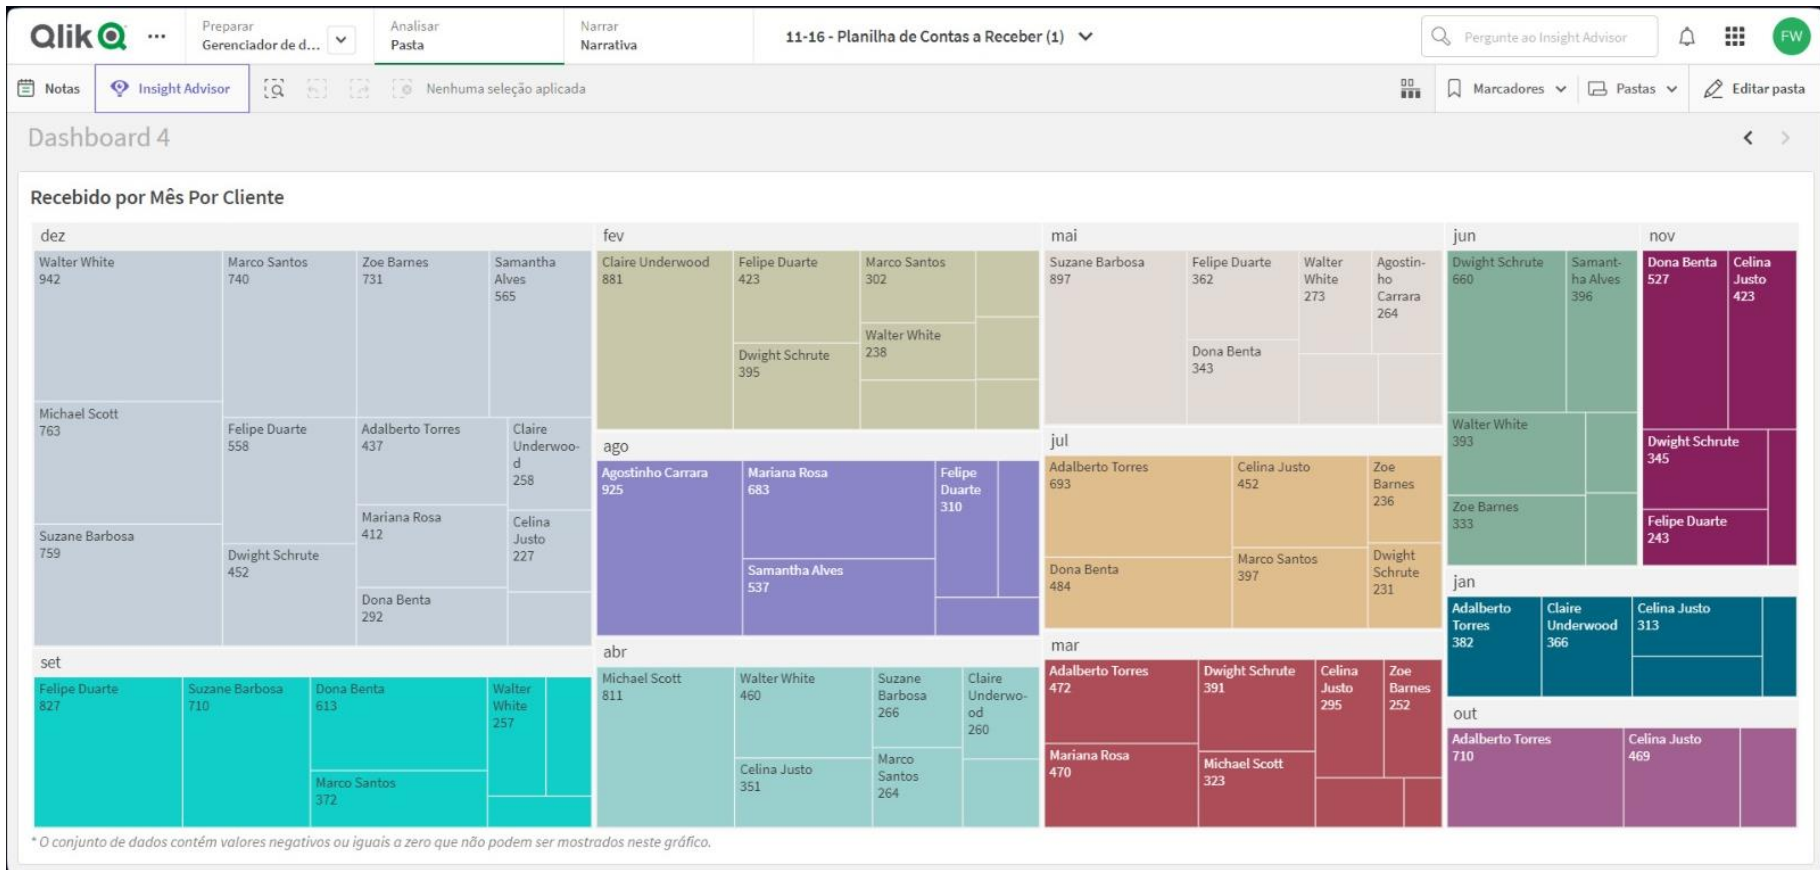 Qlik
Preparar
Gerenciador de d...
Analisar
Pasta
Narrar
Narrativa
11-16 - Planilha de Contas a Receber (1)
Pergunte ao Insight Advisor
FW
Notas
Insight Advisor
Nenhuma seleção aplicada
Marcadores
Pastas
Editar pasta
Dashboard 4
Recebido por Mês Por Cliente
dez
Walter White
942
Michael Scott
763
Suzane Barbosa
759
Marco Santos
740
Felipe Duarte
558
Dwight Schrute
452
Zoe Barnes
731
Adalberto Torres
437
Mariana Rosa
412
Dona Benta
292
Samantha
Alves
565
Claire
Underwoo-
d
258
Celina
Justo
227
set
Felipe Duarte
827
Suzane Barbosa
710
Dona Benta
613
Marco Santos
372
Walter
White
257
fev
Claire Underwood
881
Felipe Duarte
423
Dwight Schrute
395
Marco Santos
302
Walter White
238
ago
Agostinho Carrara
925
Mariana Rosa
683
Samantha Alves
537
Felipe
Duarte
310
abr
Michael Scott
811
Walter White
460
Celina Justo
351
Suzane
Barbosa
266
Marco
Santos
264
Claire
Underwo-
od
260
mai
Suzane Barbosa
897
Felipe Duarte
362
Dona Benta
343
Walter
White
273
Agostin-
ho
Carrara
264
jul
Adalberto Torres
693
Dona Benta
484
Celina Justo
452
Marco Santos
397
Zoe
Barnes
236
Dwight
Schrute
231
mar
Adalberto Torres
472
Mariana Rosa
470
Dwight Schrute
391
Michael Scott
323
Celina
Justo
295
Zoe
Barnes
252
jun
Dwight Schrute
660
Samant-
ha Alves
396
Walter White
393
Zoe Barnes
333
nov
Dona Benta
527
Celina
Justo
423
Dwight Schrute
345
Felipe Duarte
243
jan
Adalberto
Torres
382
Claire
Underwood
366
Celina Justo
313
out
Adalberto Torres
710
Celina Justo
469
* O conjunto de dados contém valores negativos ou iguais a zero que não podem ser mostrados neste gráfico.